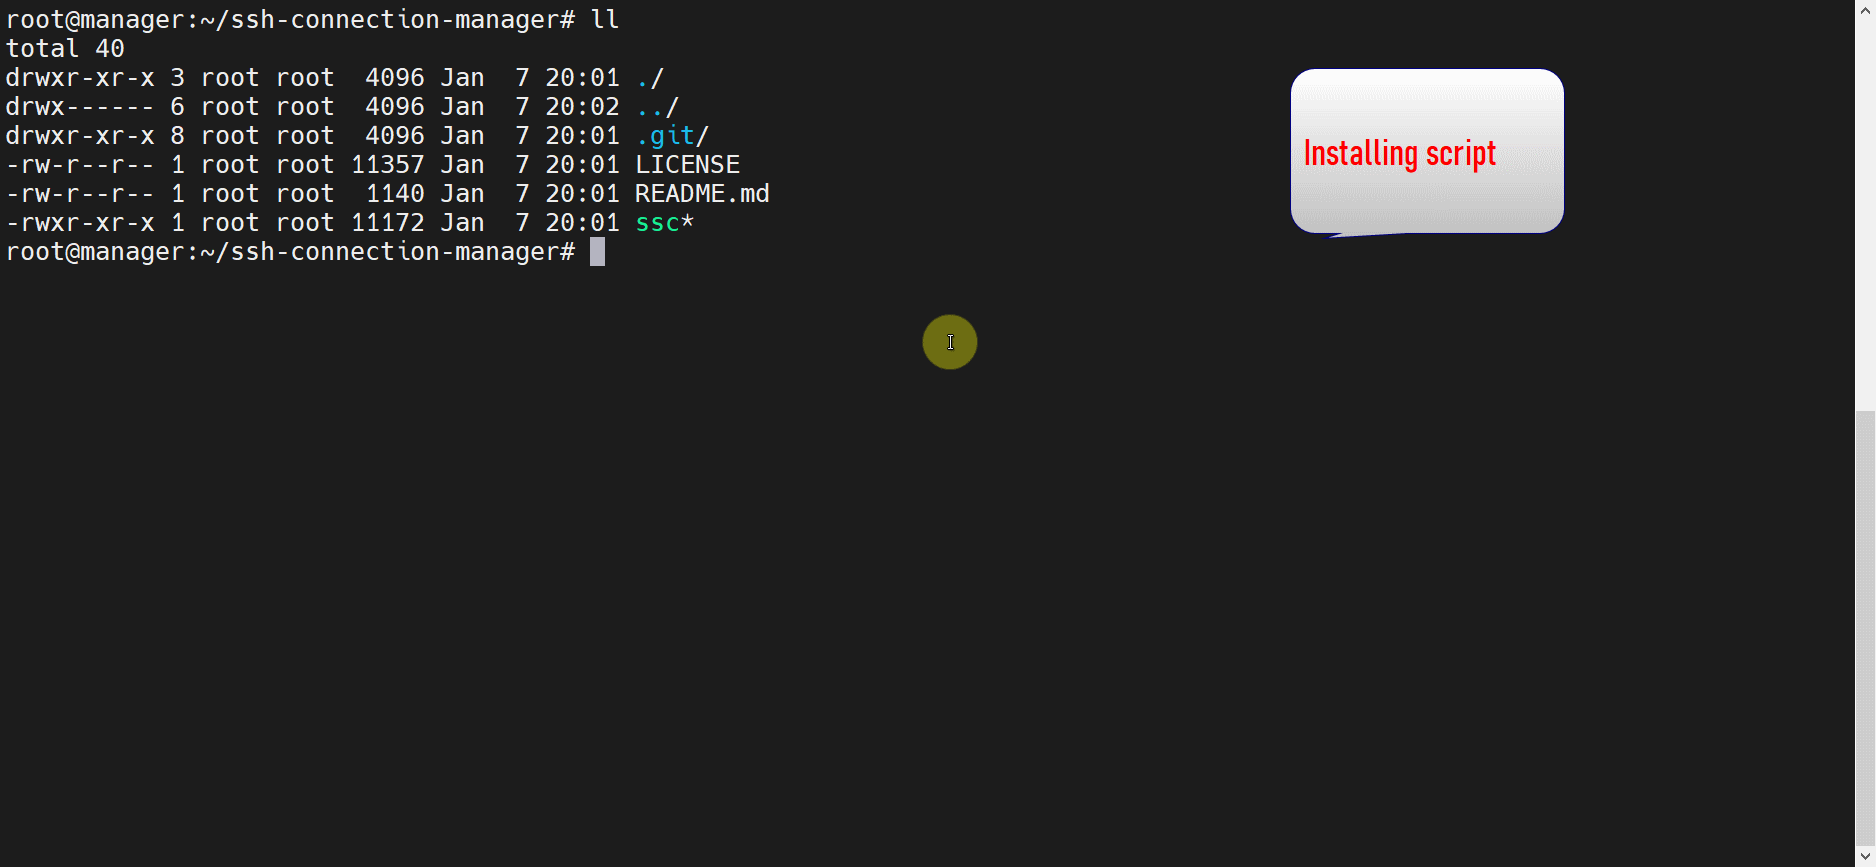 root@manager:~/ssh-connection-manager# ll
total 40
drwxr-xr-x 3 root root  4096 Jan  7 20:01 ./
drwx------ 6 root root  4096 Jan  7 20:02 ../
drwxr-xr-x 8 root root  4096 Jan  7 20:01 .git/
-rw-r--r-- 1 root root 11357 Jan  7 20:01 LICENSE
-rw-r--r-- 1 root root  1140 Jan  7 20:01 README.md
-rwxr-xr-x 1 root root 11172 Jan  7 20:01 ssc*
root@manager:~/ssh-connection-manager#
Installing script